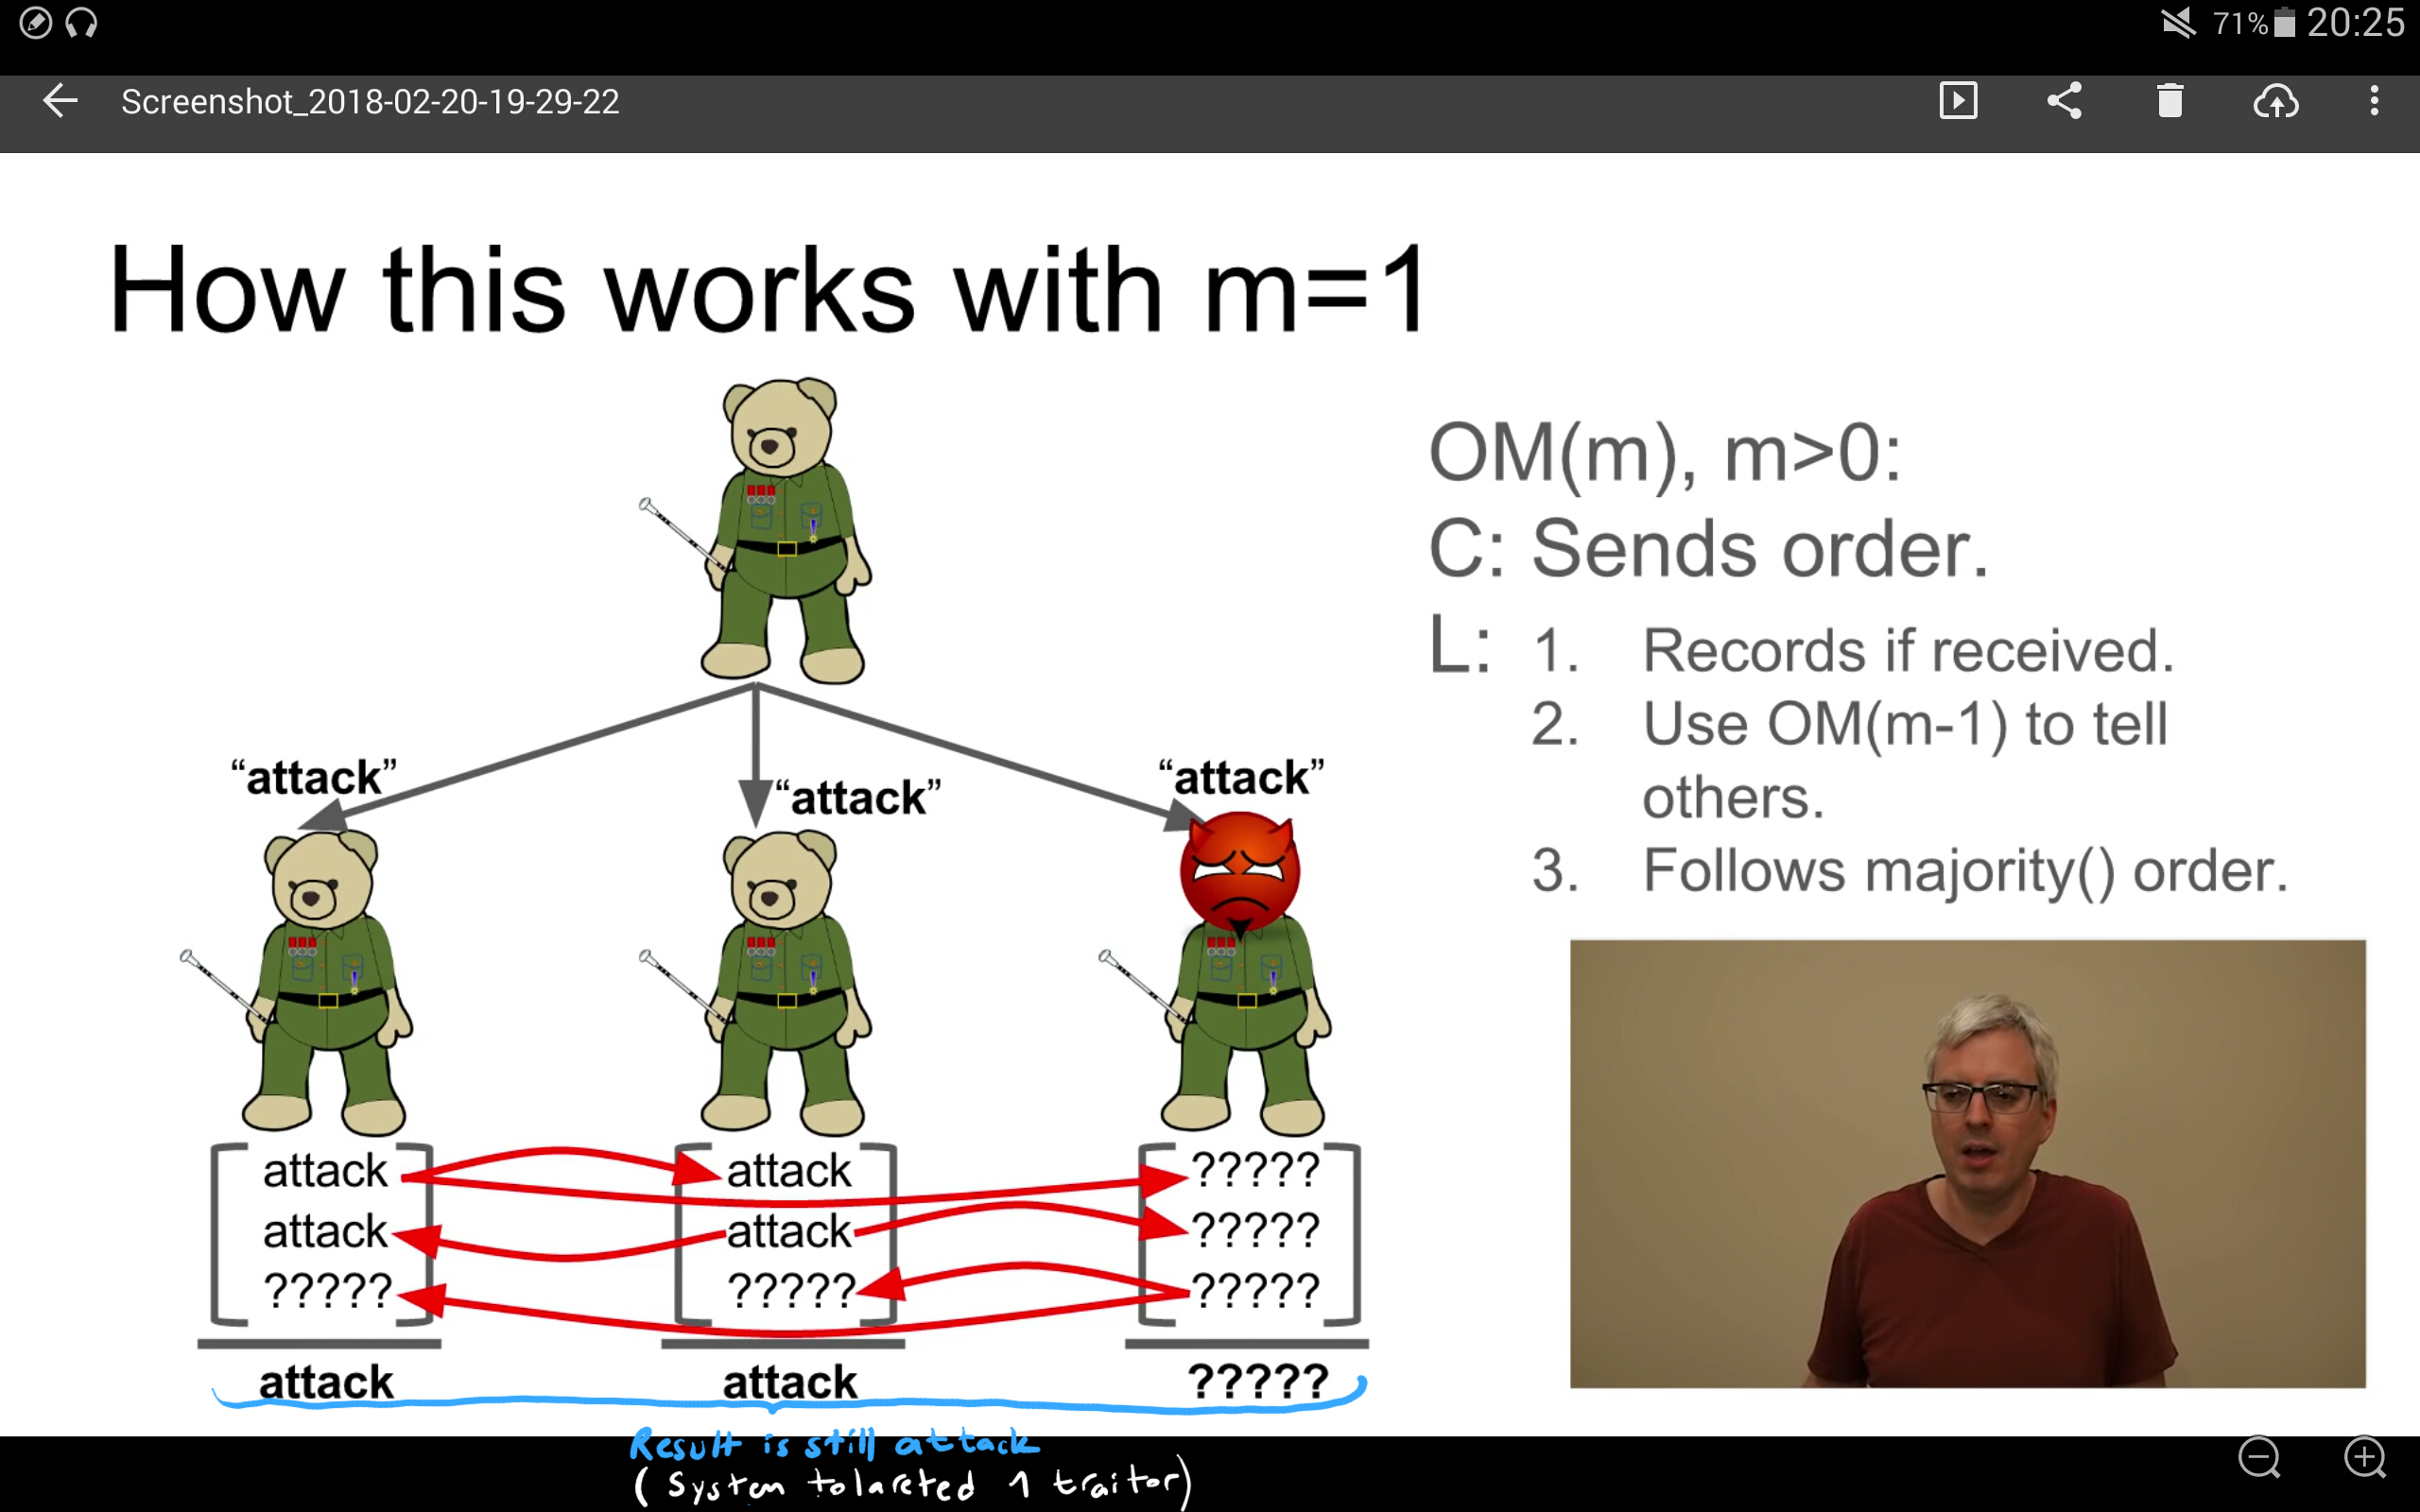 71% 20:25
Screenshot_2018-02-20-19-29-22
How this works with m=1
OM(m), m>0:
C: Sends order.
L: 1. Records if received.
2. Use OM(m-1) to tell
others.
3. Follows majority() order.
“attack” “attack” “attack”
attack attack ?????
attack attack ?????
????? ????? ?????
attack attack ?????
Result is still attack
( System tolareted 1 traitor)